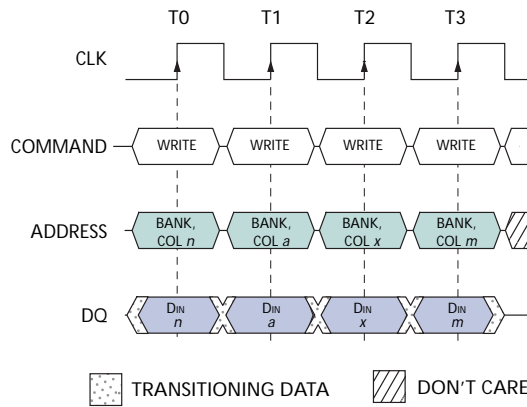 T0 T1 T2 T3
CLK
COMMAND WRITE WRITE WRITE WRITE
ADDRESS BANK, COL n BANK, COL a BANK, COL x BANK, COL m
DQ DIN n DIN a DIN x DIN m
TRANSITIONING DATA DON'T CARE